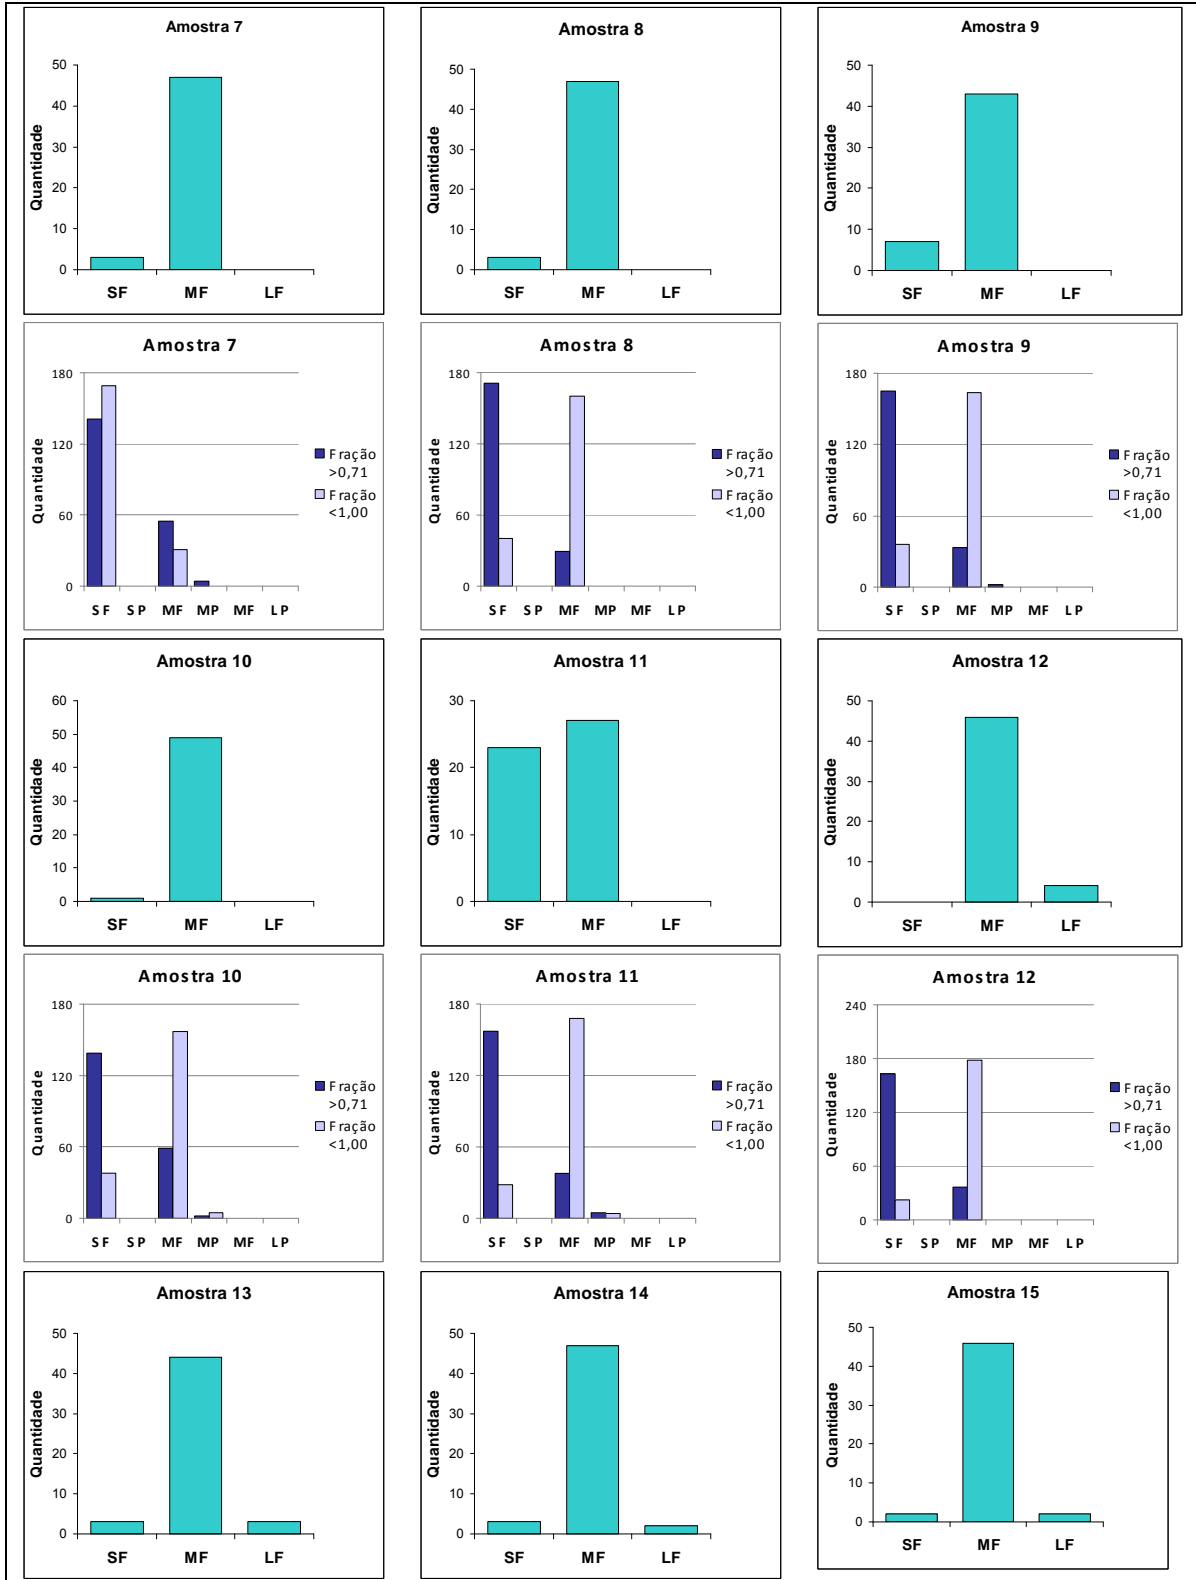 Amostra 7
Quantidade
50
40
30
20
10
0
SF MF LF
Amostra 8
Quantidade
50
40
30
20
10
0
SF MF LF
Amostra 9
Quantidade
50
40
30
20
10
0
SF MF LF
Amostra 7
Quantidade
180
120
60
0
SF SP MF MP MF LP
Fração
>0,71
Fração
<1,00
Amostra 8
Quantidade
180
120
60
0
SF SP MF MP MF LP
Fração
>0,71
Fração
<1,00
Amostra 9
Quantidade
180
120
60
0
SF SP MF MP MF LP
Fração
>0,71
Fração
<1,00
Amostra 10
Quantidade
60
50
40
30
20
10
0
SF MF LF
Amostra 11
Quantidade
30
20
10
0
SF MF LF
Amostra 12
Quantidade
50
40
30
20
10
0
SF MF LF
Amostra 10
Quantidade
180
120
60
0
SF SP MF MP MF LP
Fração
>0,71
Fração
<1,00
Amostra 11
Quantidade
180
120
60
0
SF SP MF MP MF LP
Fração
>0,71
Fração
<1,00
Amostra 12
Quantidade
240
180
120
60
0
SF SP MF MP MF LP
Fração
>0,71
Fração
<1,00
Amostra 13
Quantidade
50
40
30
20
10
0
SF MF LF
Amostra 14
Quantidade
50
40
30
20
10
0
SF MF LF
Amostra 15
Quantidade
50
40
30
20
10
0
SF MF LF